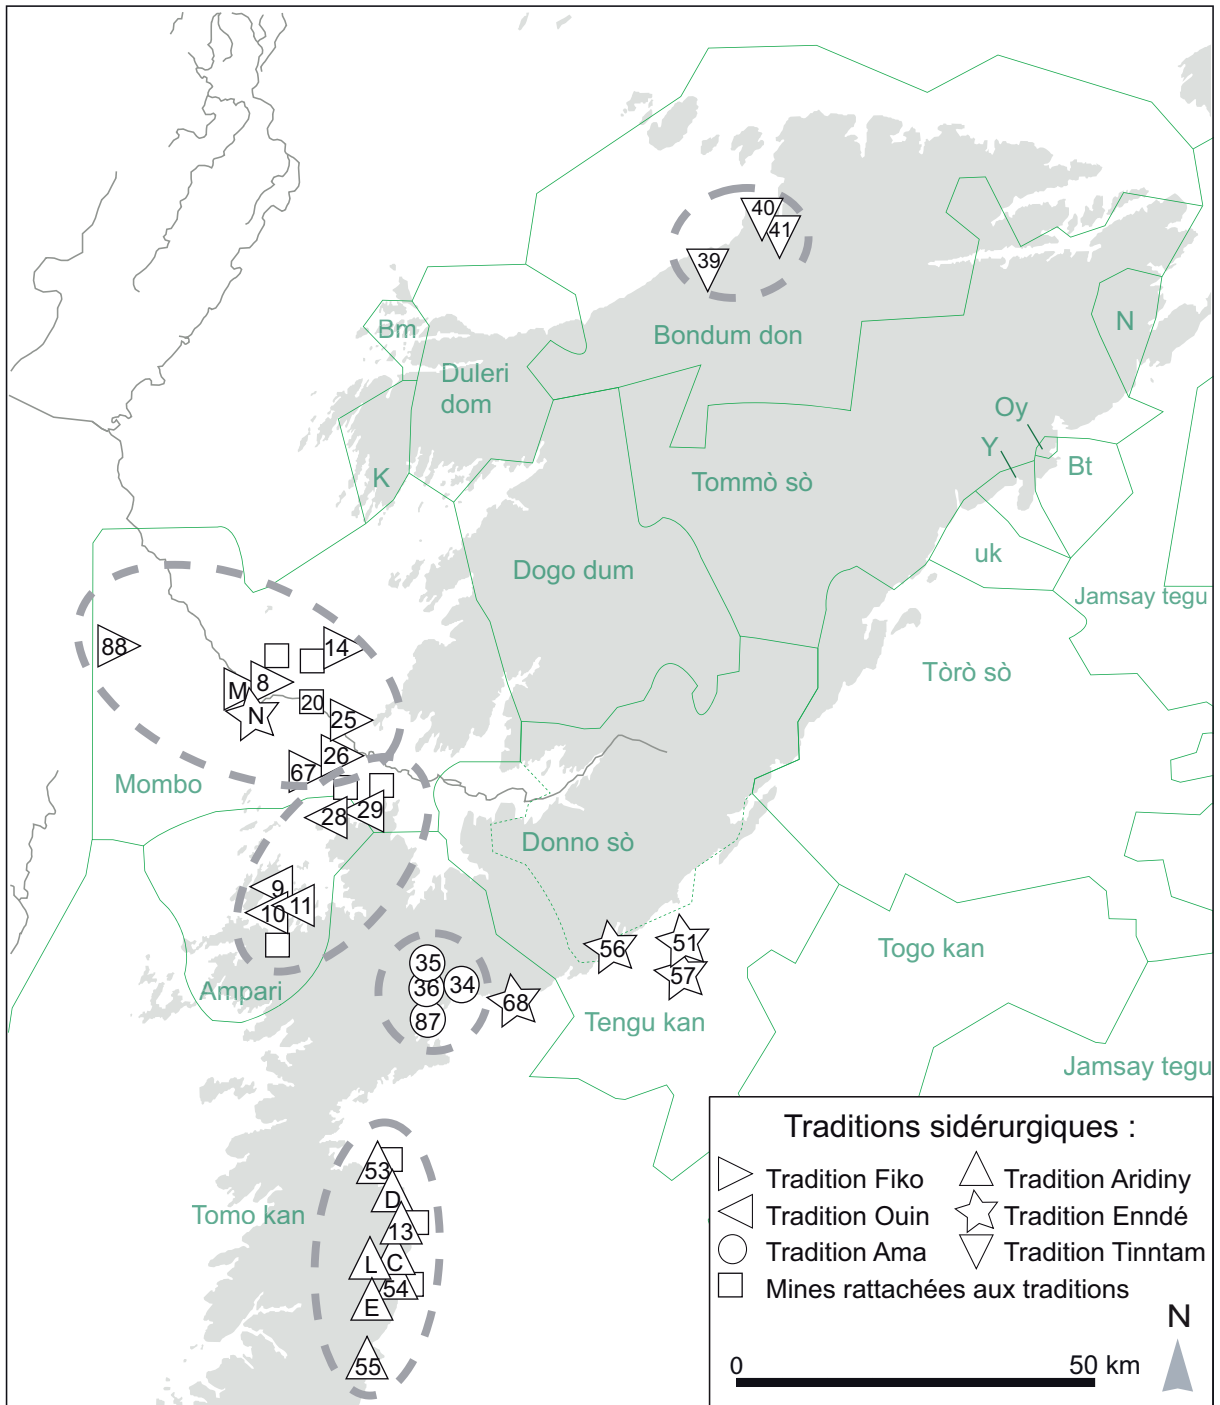 40
41
39
Bondum don
Bm
Duleri
dom
N
Oy
Y
Bt
K
Tommò sò
uk
Dogo dum
Jamsay tegu
88
14
8
M
20
N
25
Tòrò sò
26
67
Mombo
28
29
Donno sò
9
11
10
56
51
Togo kan
35
36
34
57
Ampari
68
87
Tengu kan
Jamsay tegu
53
D
Tomo kan
13
L
C
54
E
55
Traditions sidérurgiques :
Tradition Fiko
Tradition Aridiny
Tradition Ouin
Tradition Enndé
Tradition Ama
Tradition Tinntam
Mines rattachées aux traditions
N
0
50 km